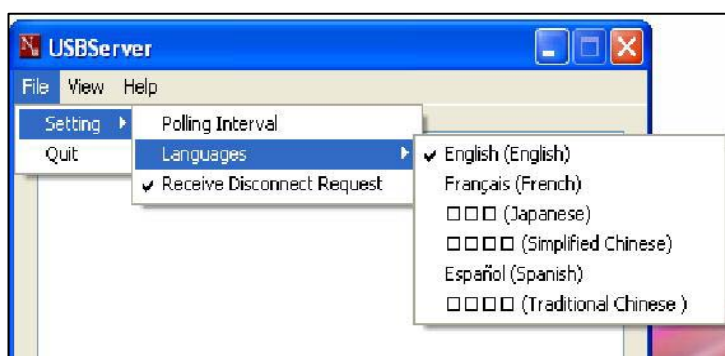 USBServer
File View Help
Setting
Quit
Polling Interval
Languages
Receive Disconnect Request
English (English)
Français (French)
□□□ (Japanese)
□□□□ (Simplified Chinese)
Español (Spanish)
□□□□ (Traditional Chinese )